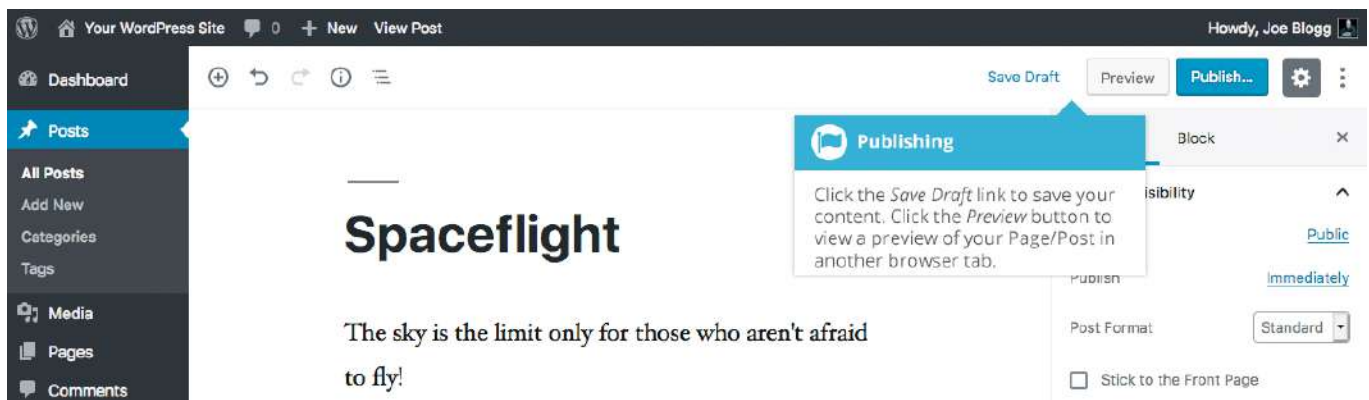 Your WordPress Site 0 + New View Post Howdy, Joe Blogg
Dashboard
Posts
All Posts
Add New
Categories
Tags
Media
Pages
Comments
Save Draft Preview Publish...
Publishing
Click the Save Draft link to save your
content. Click the Preview button to
view a preview of your Page/Post in
another browser tab.
Block ×
Public
Publish Immediately
Post Format Standard
Stick to the Front Page
Spaceflight
The sky is the limit only for those who aren't afraid
to fly!